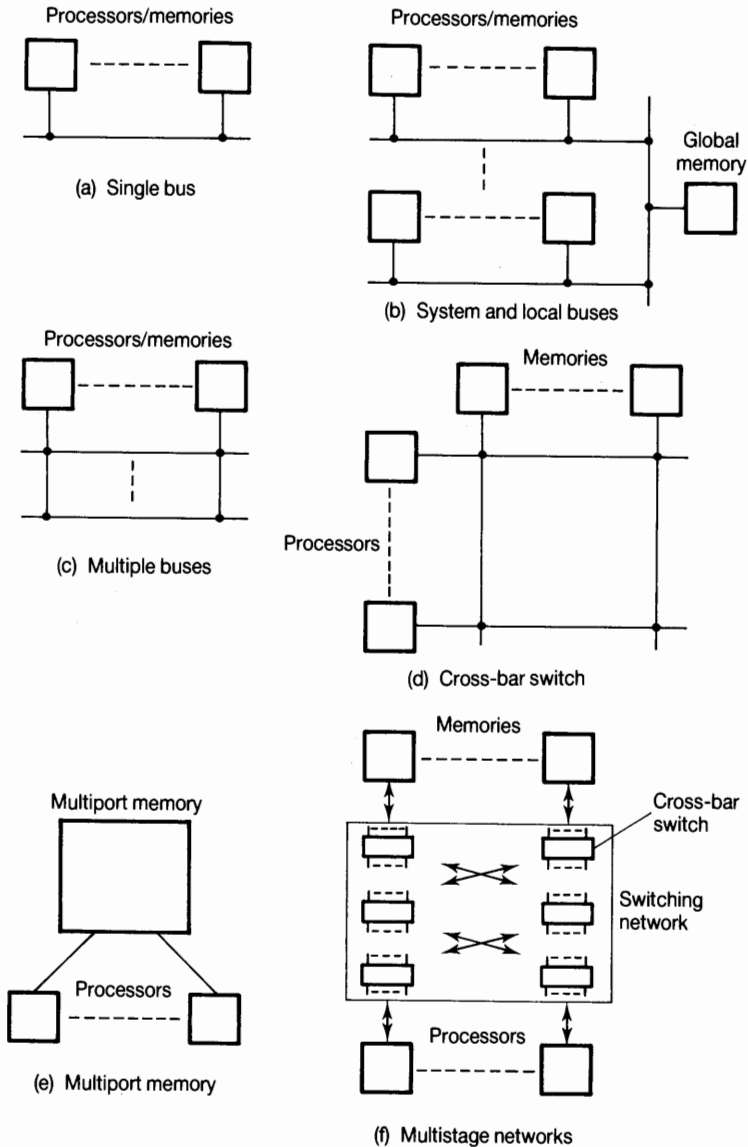 Processors/memories
(a) Single bus
Processors/memories
Global
memory
(b) System and local buses
Processors/memories
(c) Multiple buses
Memories
Processors
(d) Cross-bar switch
Multiport memory
Processors
(e) Multiport memory
Memories
Cross-bar
switch
Switching
network
Processors
(f) Multistage networks